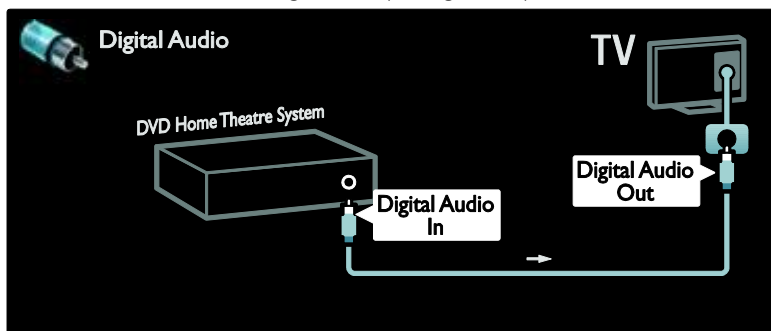 Digital Audio
TV
DVD Home Theatre System
Digital Audio
Out
Digital Audio
In